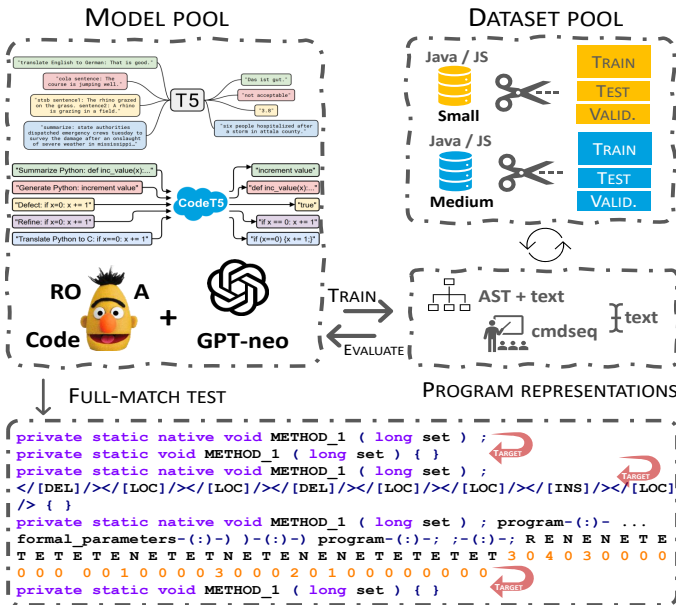 MODEL POOL
"translate English to German: That is good."
"cola sentence: The
course is jumping well."
"stsb sentence1: The rhino grazed
on the grass. sentence2: A rhino
is grazing in a field."
"summarize: state authorities
dispatched emergency crews tuesday to
survey the damage after an onslaught
of severe weather in mississippi…"
T5
"Das ist gut."
"not acceptable"
"3.8"
"six people hospitalized after
a storm in attala county."
"Summarize Python: def inc_value(x):..."
"Generate Python: increment value"
"Defect: if x=0: x += 1"
"Refine: if x=0: x += 1"
"Translate Python to C: if x==0: x += 1"
CodeT5
"increment value"
"def inc_value(x):..."
"true"
"if x == 0: x += 1"
"if (x==0) {x += 1;}"
RO A
Code
+
GPT-neo
DATASET POOL
Java / JS
Small
TRAIN
TEST
VALID.
Java / JS
Medium
TRAIN
TEST
VALID.
TRAIN
EVALUATE
AST + text
cmdseq
text
PROGRAM REPRESENTATIONS
FULL-MATCH TEST
private static native void METHOD_1 ( long set ) ;
private static void METHOD_1 ( long set ) { }
TARGET
private static native void METHOD_1 ( long set ) ;
</[DEL]/></[LOC]/></[LOC]/></[DEL]/></[LOC]/></[LOC]/></[INS]/></[LOC]
/> { }
TARGET
private static native void METHOD_1 ( long set ) ; program-(:)- ...
formal_parameters-(:)-) )-(:)-) program-(:)-; ;-(:)-; R E N E N E T E
T E T E T E N E T E T N E T E N E N E T E T E T E T 3 0 4 0 3 0 0 0 0
0 0 0 0 0 1 0 0 0 0 3 0 0 0 2 0 1 0 0 0 0 0 0 0 0
private static void METHOD_1 ( long set ) { }
TARGET